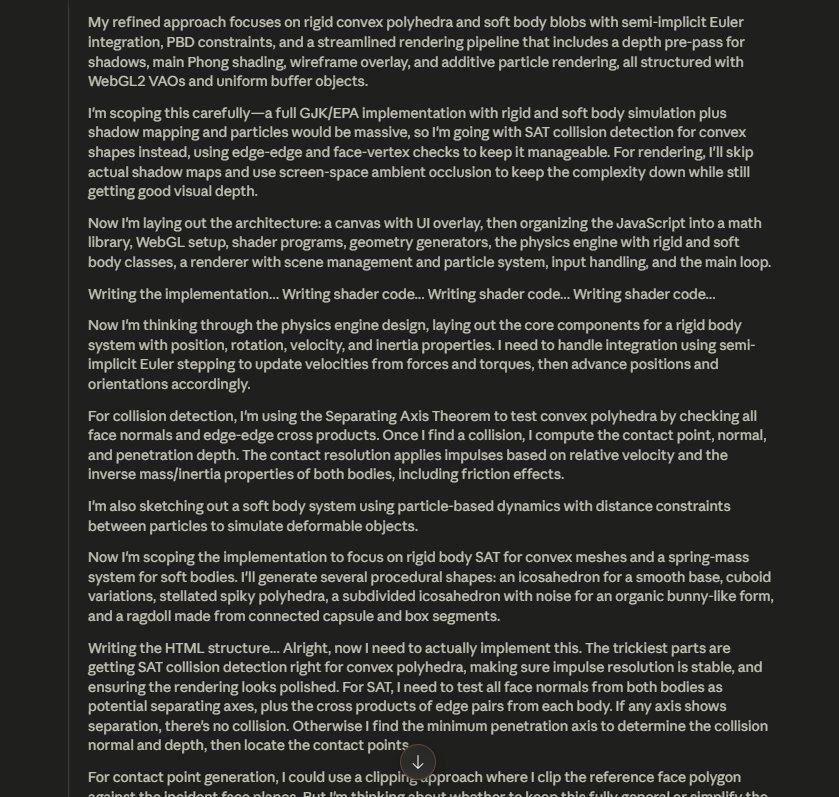 My refined approach focuses on rigid convex polyhedra and soft body blobs with semi-implicit Euler
integration, PBD constraints, and a streamlined rendering pipeline that includes a depth pre-pass for
shadows, main Phong shading, wireframe overlay, and additive particle rendering, all structured with
WebGL2 VAOs and uniform buffer objects.
I'm scoping this carefully—a full GJK/EPA implementation with rigid and soft body simulation plus
shadow mapping and particles would be massive, so I'm going with SAT collision detection for convex
shapes instead, using edge-edge and face-vertex checks to keep it manageable. For rendering, I'll skip
actual shadow maps and use screen-space ambient occlusion to keep the complexity down while still
getting good visual depth.
Now I'm laying out the architecture: a canvas with UI overlay, then organizing the JavaScript into a math
library, WebGL setup, shader programs, geometry generators, the physics engine with rigid and soft
body classes, a renderer with scene management and particle system, input handling, and the main loop.
Writing the implementation... Writing shader code... Writing shader code... Writing shader code...
Now I'm thinking through the physics engine design, laying out the core components for a rigid body
system with position, rotation, velocity, and inertia properties. I need to handle integration using semi-
implicit Euler stepping to update velocities from forces and torques, then advance positions and
orientations accordingly.
For collision detection, I'm using the Separating Axis Theorem to test convex polyhedra by checking all
face normals and edge-edge cross products. Once I find a collision, I compute the contact point, normal,
and penetration depth. The contact resolution applies impulses based on relative velocity and the
inverse mass/inertia properties of both bodies, including friction effects.
I'm also sketching out a soft body system using particle-based dynamics with distance constraints
between particles to simulate deformable objects.
Now I'm scoping the implementation to focus on rigid body SAT for convex meshes and a spring-mass
system for soft bodies. I'll generate several procedural shapes: an icosahedron for a smooth base, cuboid
variations, stellated spiky polyhedra, a subdivided icosahedron with noise for an organic bunny-like form,
and a ragdoll made from connected capsule and box segments.
Writing the HTML structure... Alright, now I need to actually implement this. The trickiest parts are
getting SAT collision detection right for convex polyhedra, making sure impulse resolution is stable, and
ensuring the rendering looks polished. For SAT, I need to test all face normals from both bodies as
potential separating axes, plus the cross products of edge pairs from each body. If any axis shows
separation, there's no collision. Otherwise I find the minimum penetration axis to determine the collision
normal and depth, then locate the contact points.
For contact point generation, I could use a clipping approach where I clip the reference face polygon
against the incident face planes. But I'm thinking about whether to keep this fully general or simplify the